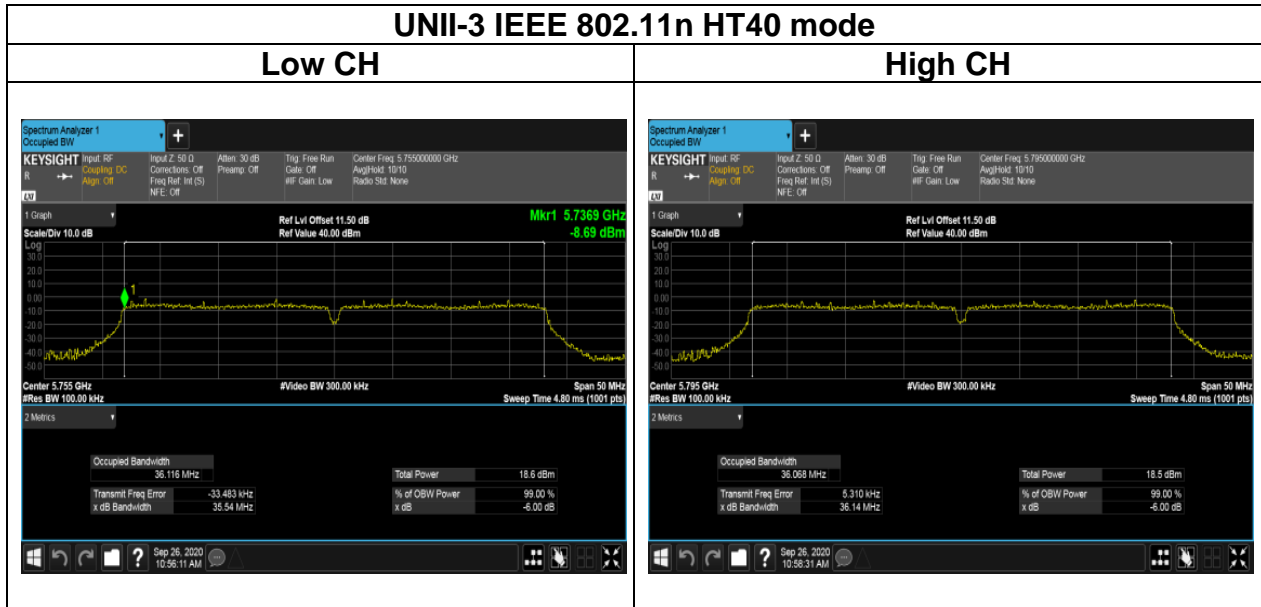 UNII-3 IEEE 802.11n HT40 mode
Low CH
High CH
Spectrum Analyzer 1
Occupied BW
+
KEYSIGHT Input: RF Input Z: 50 Ω Atten: 30 dB Trig: Free Run Center Freq: 5.755000000 GHz
R Coupling: DC Corrections: Off Preamp: Off Gate: Off Avg|Hold: 10/10
Align: Off Freq Ref: Int (S) #IF Gain: Low Radio Std: None
NFE: Off
LXI
1 Graph
Ref Lvl Offset 11.50 dB
Mkr1 5.7369 GHz
Scale/Div 10.0 dB
Ref Value 40.00 dBm
-8.69 dBm
Log
30.0
20.0
10.0
0.00
-10.0
-20.0
-30.0
-40.0
-50.0
1
Center 5.755 GHz #Video BW 300.00 kHz Span 50 MHz
#Res BW 100.00 kHz Sweep Time 4.80 ms (1001 pts)
2 Metrics
Occupied Bandwidth
36.116 MHz
Total Power 18.6 dBm
Transmit Freq Error -33.483 kHz % of OBW Power 99.00 %
x dB Bandwidth 35.54 MHz x dB -6.00 dB
?
Sep 26, 2020
10:56:11 AM
Spectrum Analyzer 1
Occupied BW
+
KEYSIGHT Input: RF Input Z: 50 Ω Atten: 30 dB Trig: Free Run Center Freq: 5.795000000 GHz
R Coupling: DC Corrections: Off Preamp: Off Gate: Off Avg|Hold: 10/10
Align: Off Freq Ref: Int (S) #IF Gain: Low Radio Std: None
NFE: Off
LXI
1 Graph
Ref Lvl Offset 11.50 dB
Scale/Div 10.0 dB
Ref Value 40.00 dBm
Log
30.0
20.0
10.0
0.00
-10.0
-20.0
-30.0
-40.0
-50.0
Center 5.795 GHz #Video BW 300.00 kHz Span 50 MHz
#Res BW 100.00 kHz Sweep Time 4.80 ms (1001 pts)
2 Metrics
Occupied Bandwidth
36.068 MHz
Total Power 18.5 dBm
Transmit Freq Error 5.310 kHz % of OBW Power 99.00 %
x dB Bandwidth 36.14 MHz x dB -6.00 dB
?
Sep 26, 2020
10:58:31 AM